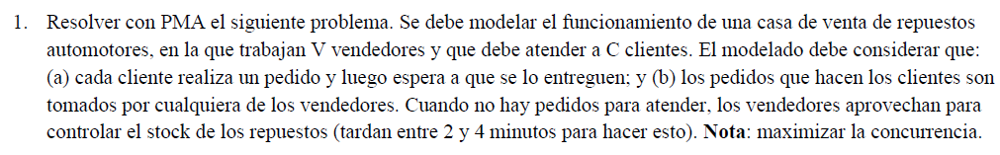 1. Resolver con PMA el siguiente problema. Se debe modelar el funcionamiento de una casa de venta de repuestos
automotores, en la que trabajan V vendedores y que debe atender a C clientes. El modelado debe considerar que:
(a) cada cliente realiza un pedido y luego espera a que se lo entreguen; y (b) los pedidos que hacen los clientes son
tomados por cualquiera de los vendedores. Cuando no hay pedidos para atender, los vendedores aprovechan para
controlar el stock de los repuestos (tardan entre 2 y 4 minutos para hacer esto). Nota: maximizar la concurrencia.